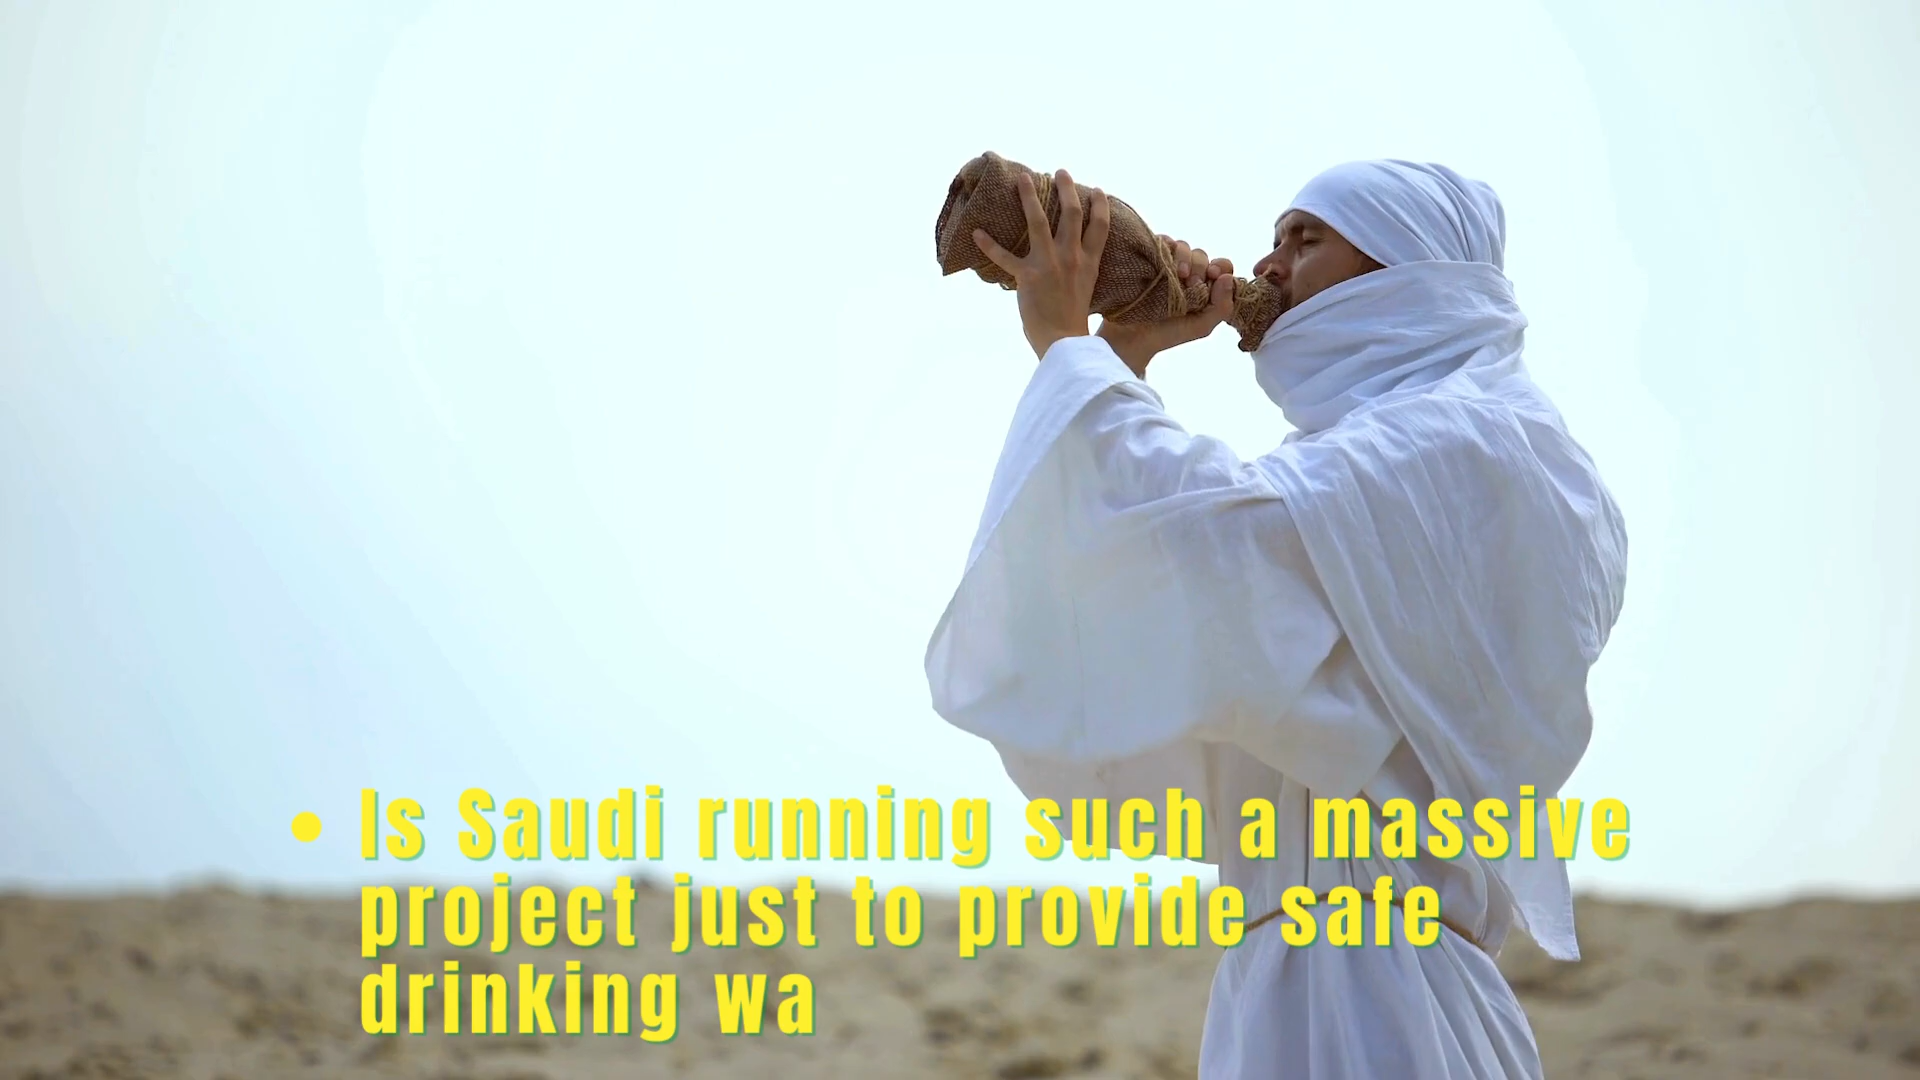 • Is Saudi running such a massive
project just to provide safe
drinking wa